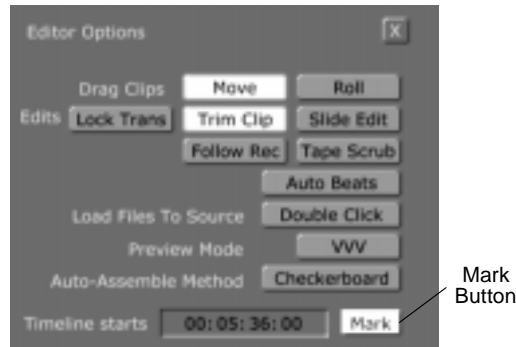 Editor Options X
Drag Clips Move Roll
Edits Lock Trans Trim Clip Slide Edit
Follow Rec Tape Scrub
Auto Beats
Load Files To Source Double Click
Preview Mode VVV
Auto-Assemble Method Checkerboard
Timeline starts 00:05:36:00 Mark
Mark
Button